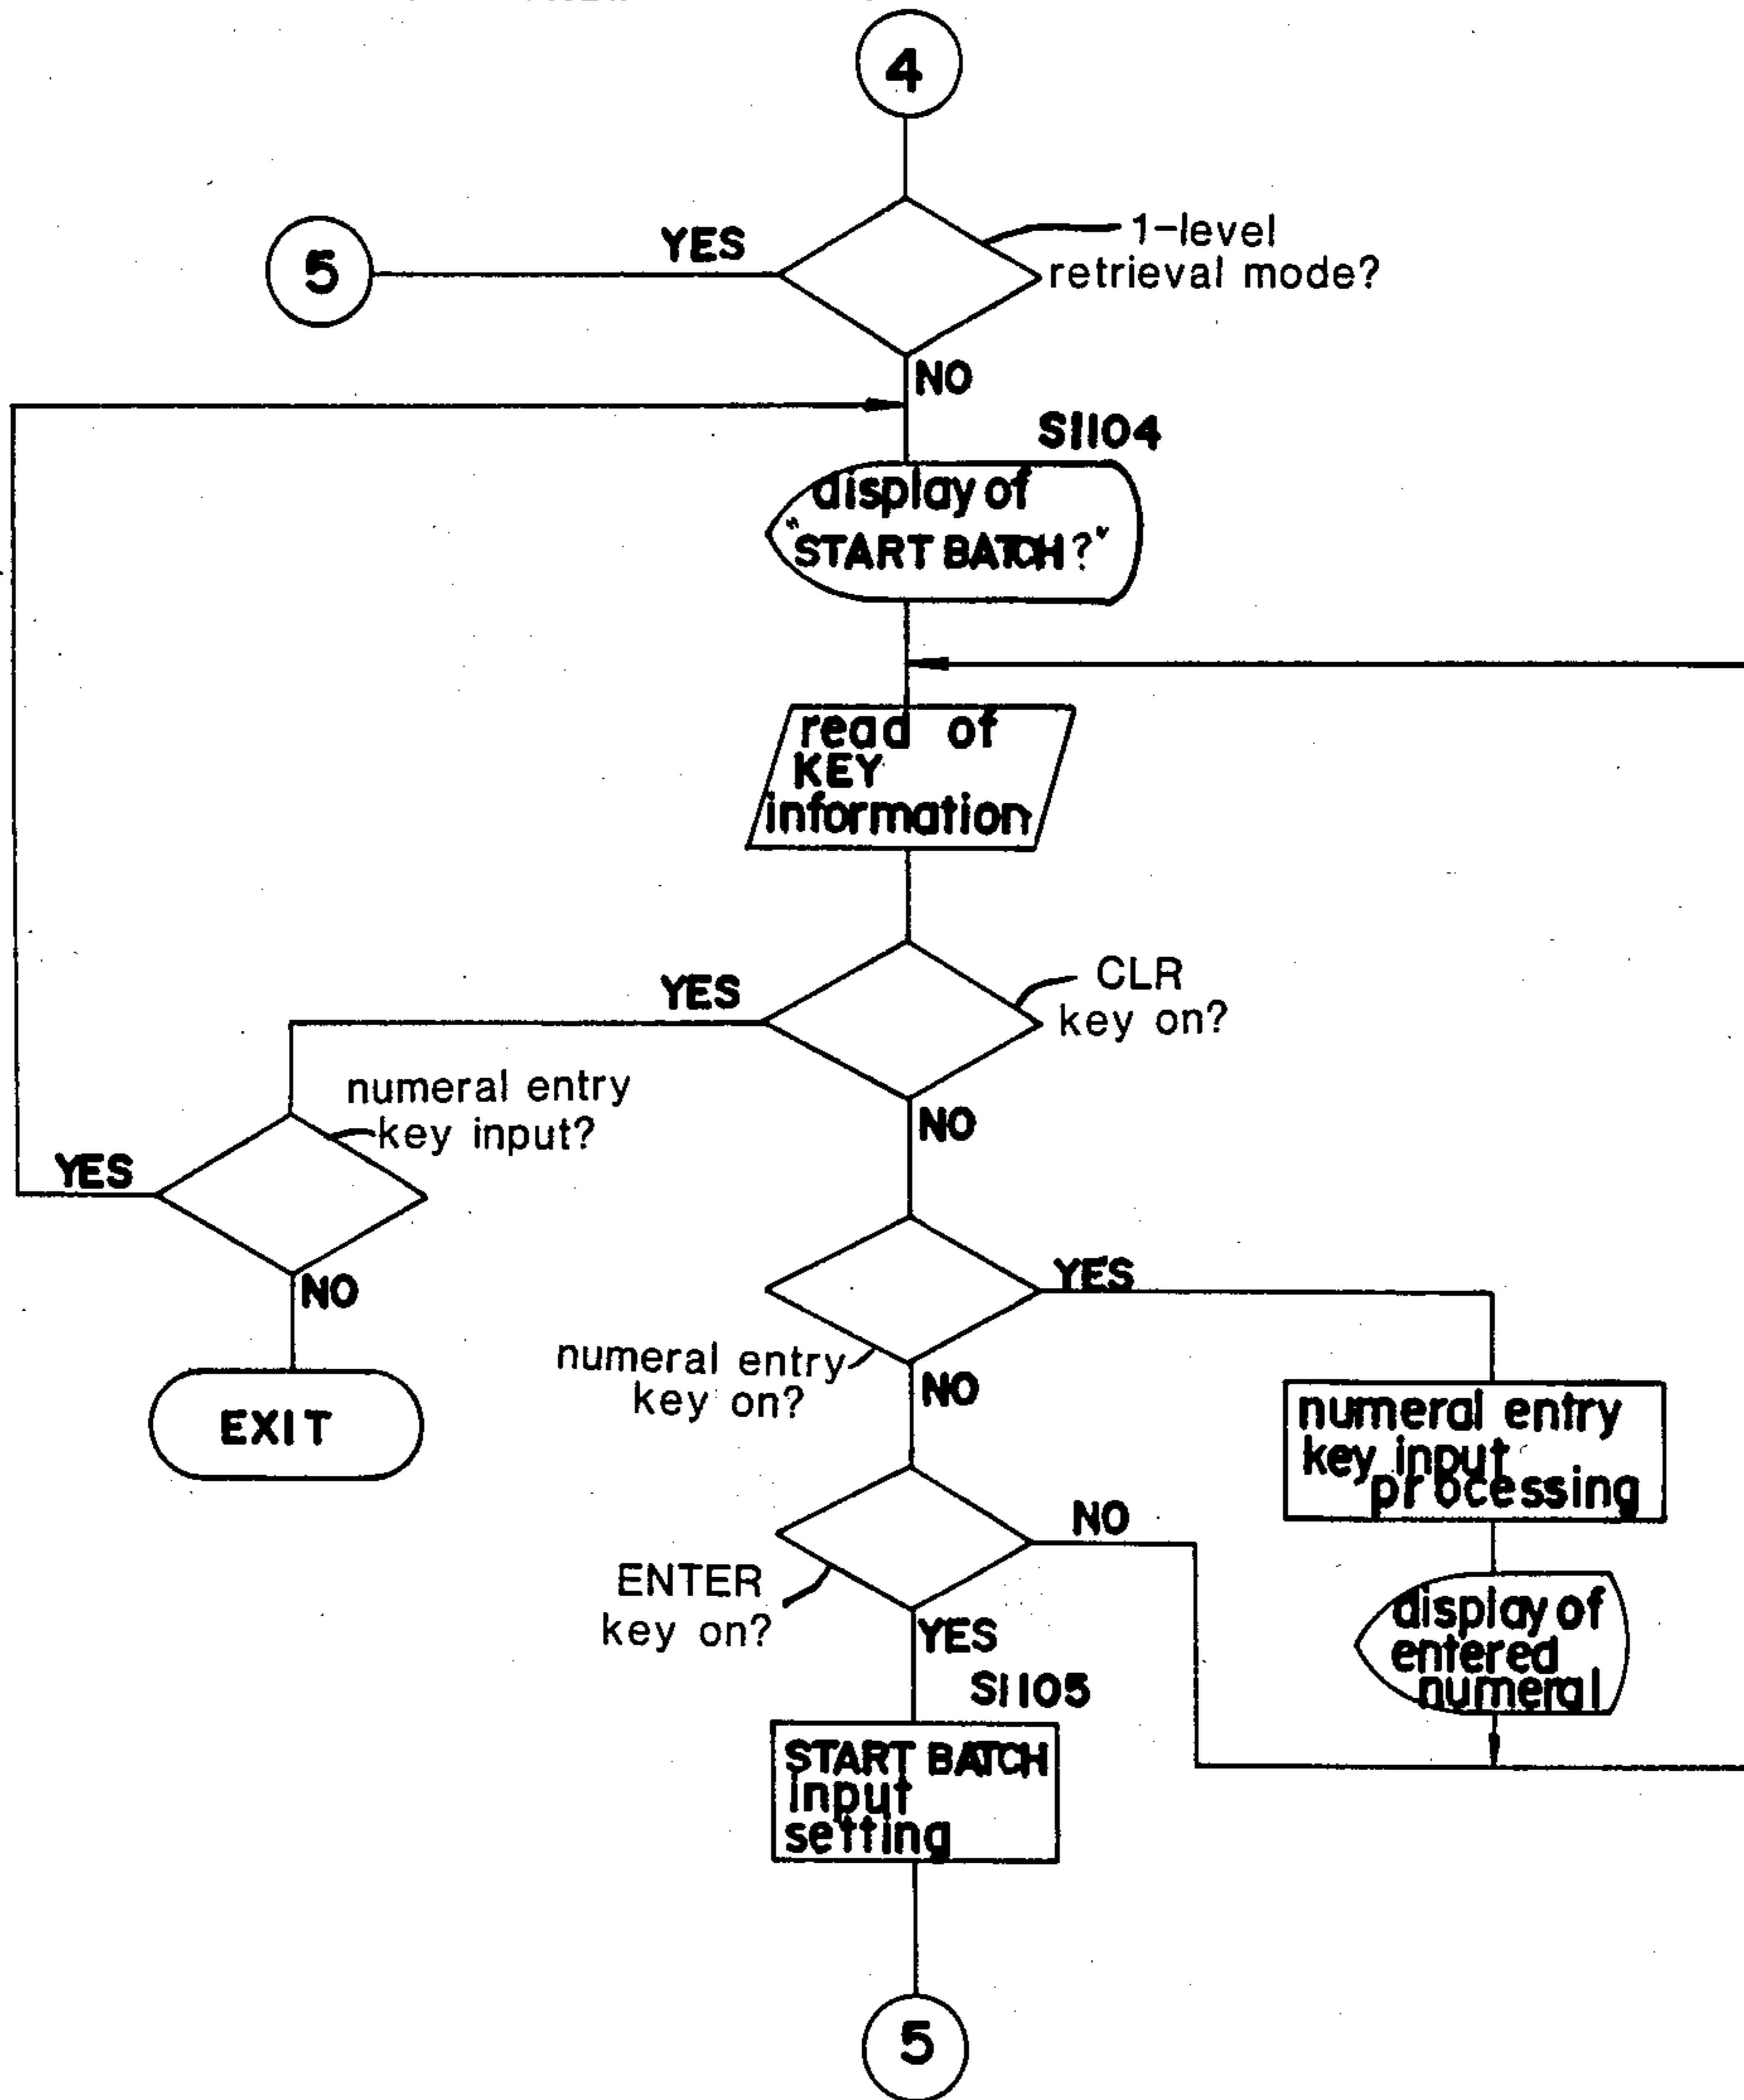 4
1-level
retrieval mode?
YES
5
NO
S1104
display of
"START BATCH?"
read of
KEY
information
YES
CLR
key on?
numeral entry
key input?
YES
NO
NO
EXIT
YES
numeral entry
key on?
NO
numeral entry
key input
processing
NO
ENTER
key on?
YES
display of
entered
numeral
S1105
START BATCH
input
setting
5